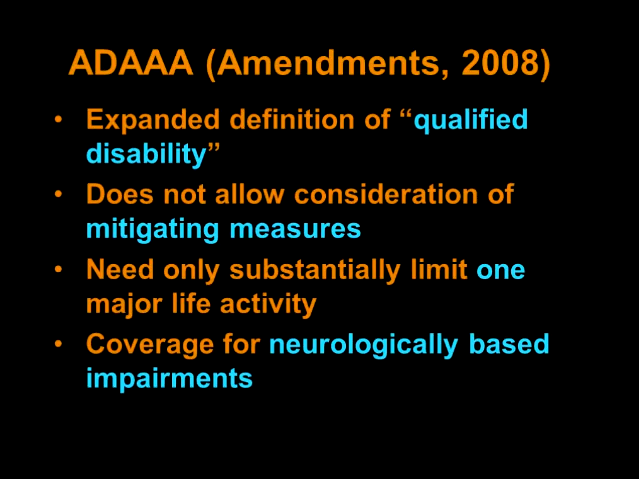 ADAAA (Amendments, 2008)
• Expanded definition of “qualified
disability”
• Does not allow consideration of
mitigating measures
• Need only substantially limit one
major life activity
• Coverage for neurologically based
impairments